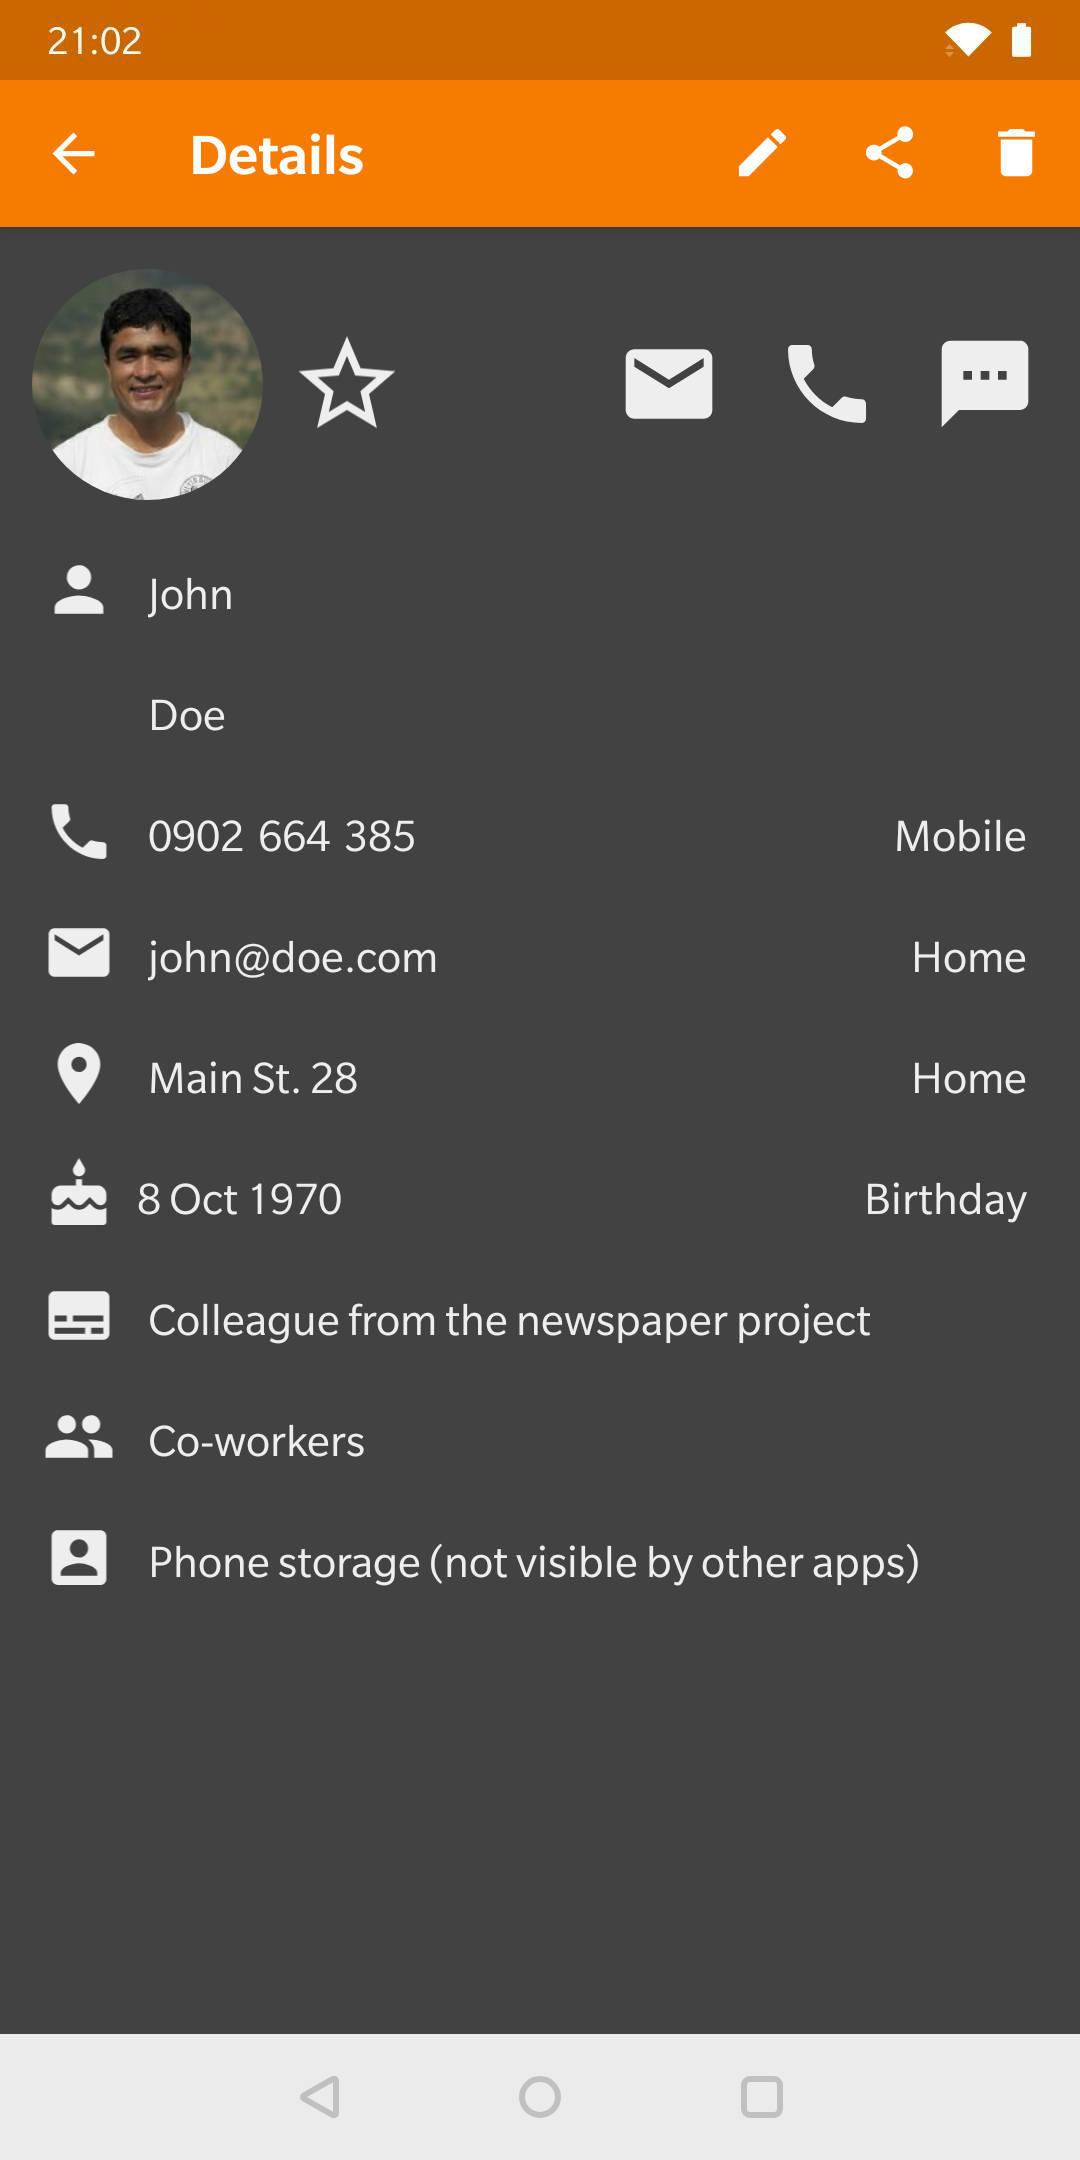 21:02
Details
John
Doe
0902 664 385 Mobile
john@doe.com Home
Main St. 28 Home
8 Oct 1970 Birthday
Colleague from the newspaper project
Co-workers
Phone storage (not visible by other apps)